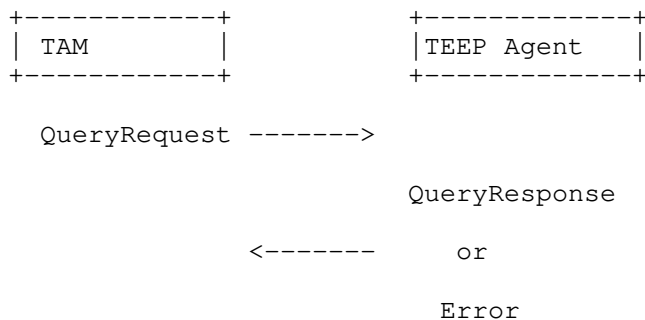 +------------+ +-------------+
| TAM | |TEEP Agent |
+------------+ +-------------+
QueryRequest ------->
QueryResponse
<------- or
Error